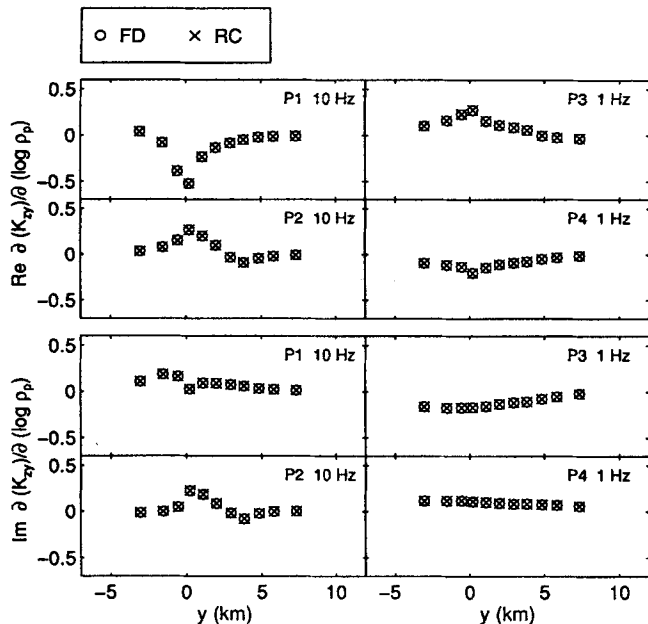 o FD × RC
0.5
0
−0.5
P1 10 Hz
P3 1 Hz
0.5
0
−0.5
P2 10 Hz
P4 1 Hz
Re ∂ (K_zy)/∂ (log ρ_p)
0.5
0
−0.5
P1 10 Hz
P3 1 Hz
0.5
0
−0.5
P2 10 Hz
P4 1 Hz
Im ∂ (K_zy)/∂ (log ρ_p)
−5 0 5 10 −5 0 5 10
y (km) y (km)